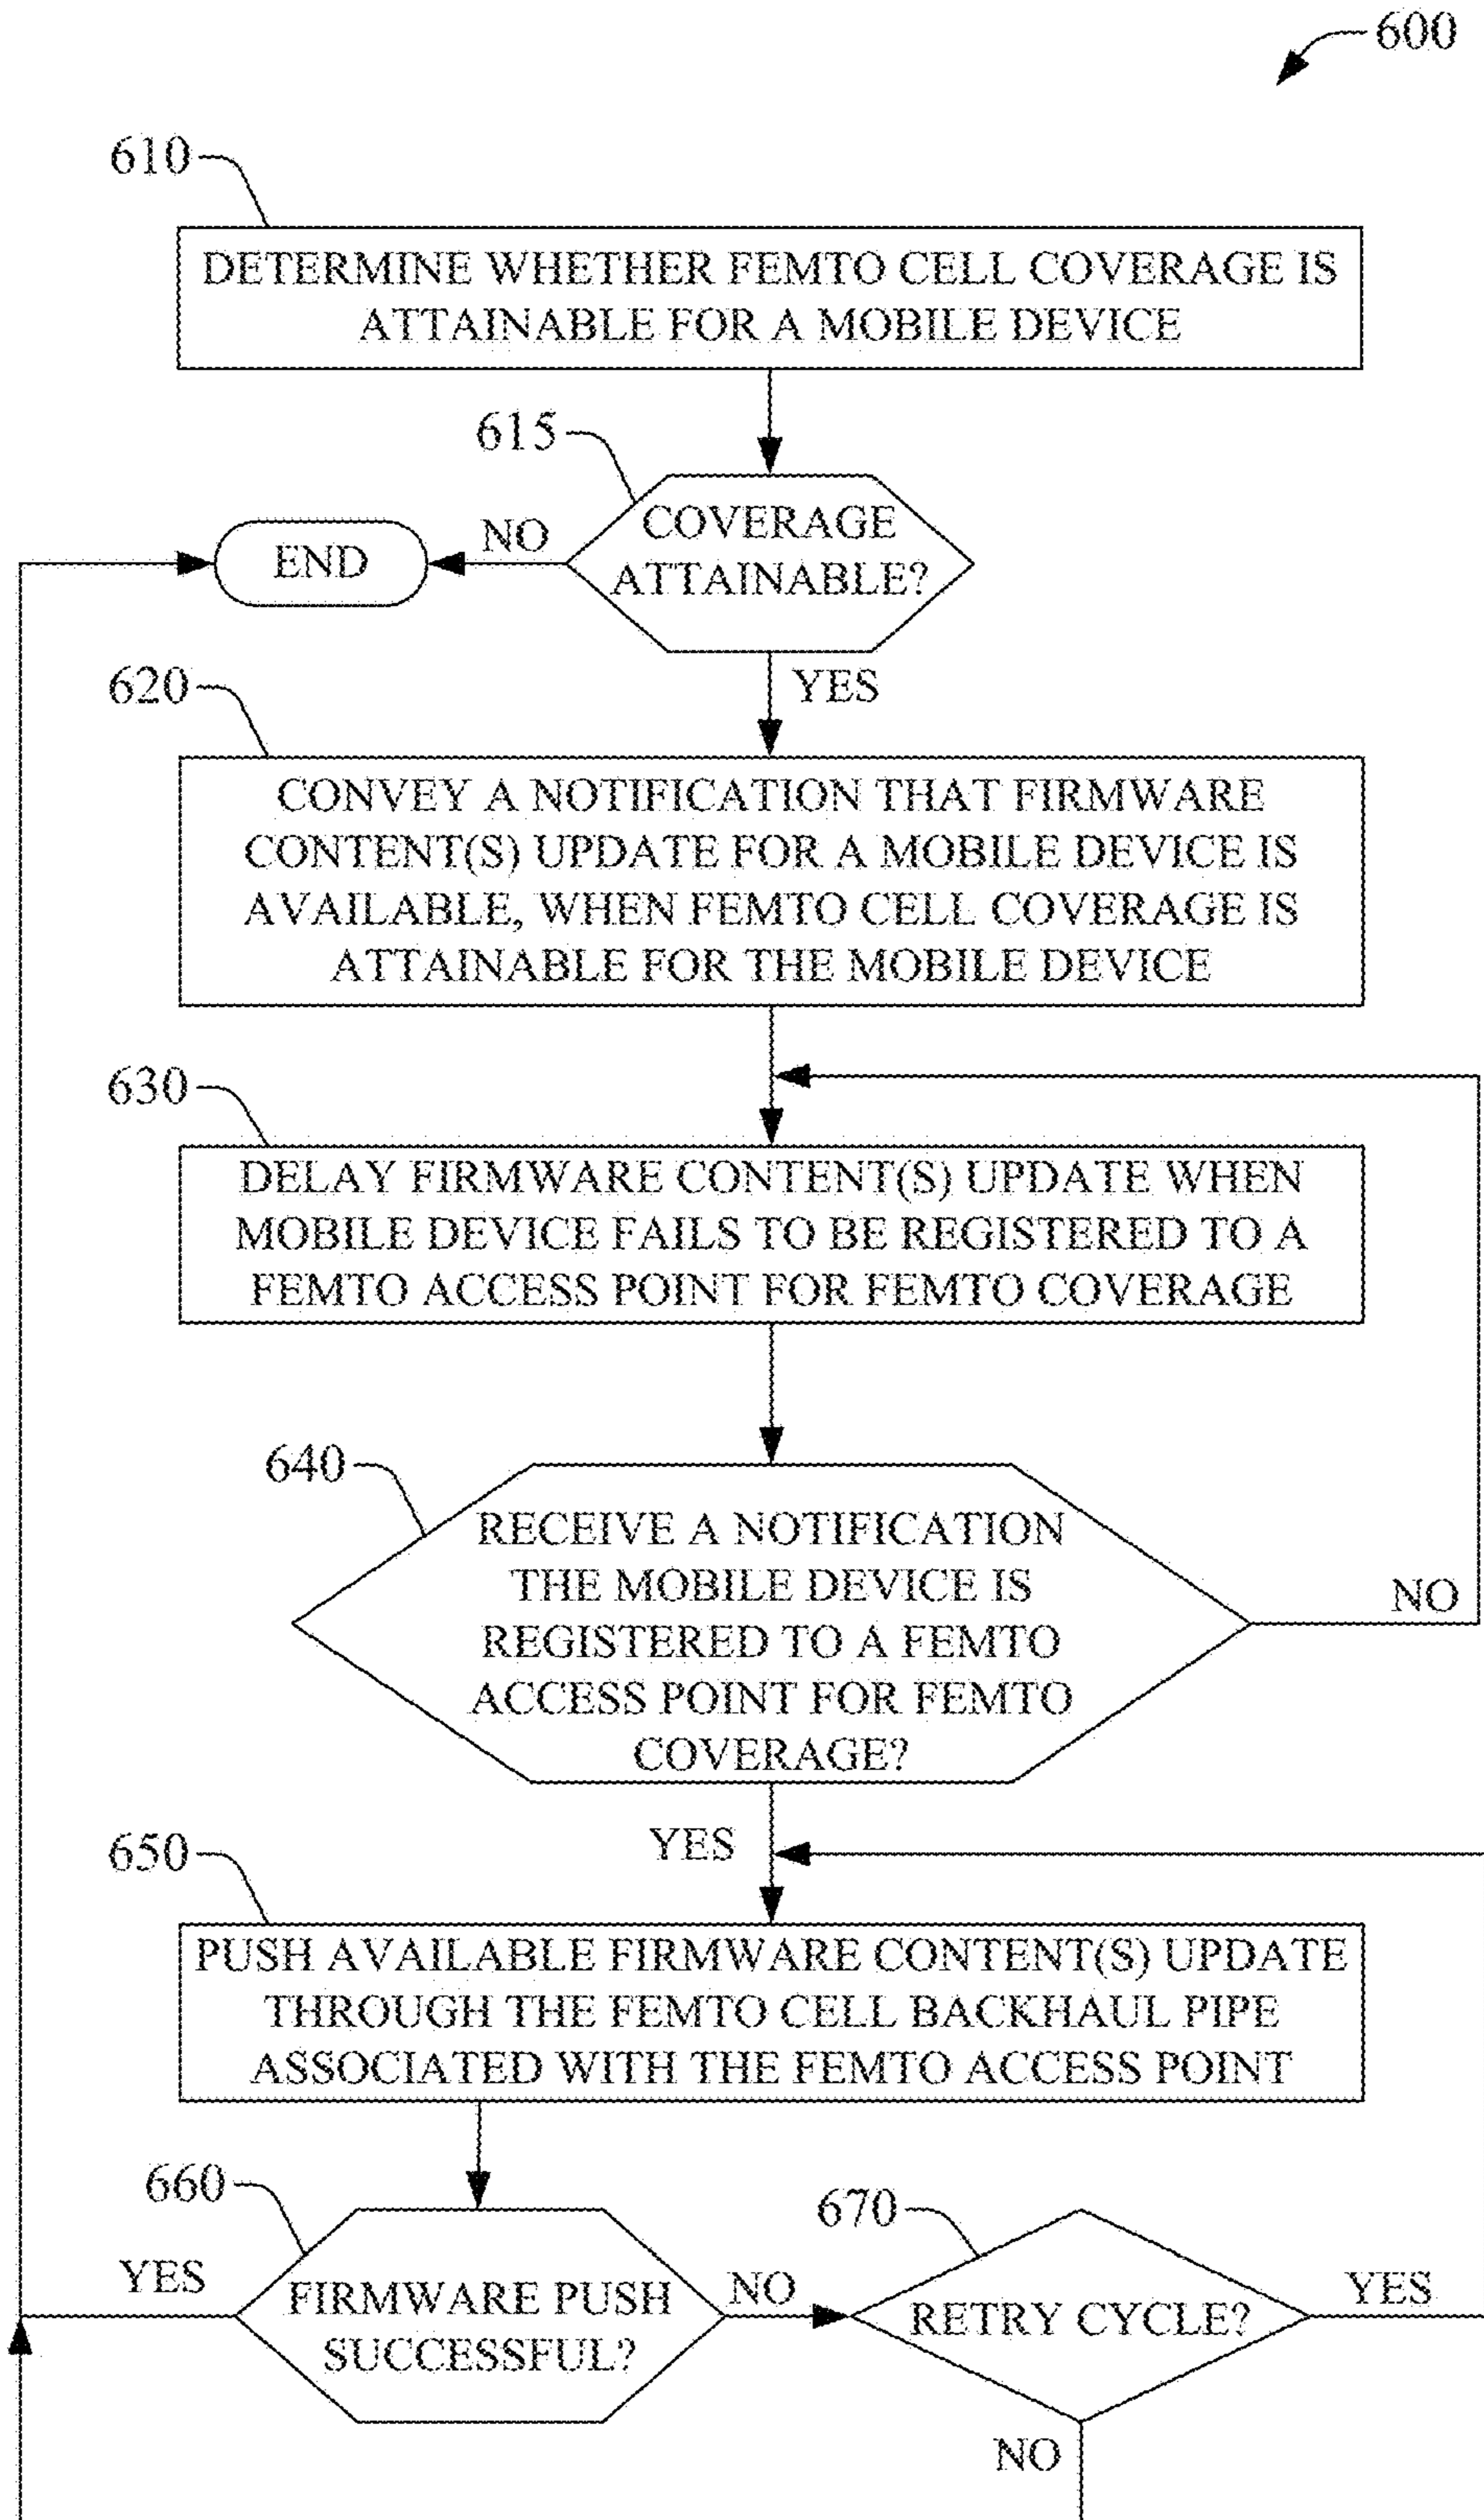 600
610
DETERMINE WHETHER FEMTO CELL COVERAGE IS
ATTAINABLE FOR A MOBILE DEVICE
615
COVERAGE
ATTAINABLE?
NO
END
YES
620
CONVEY A NOTIFICATION THAT FIRMWARE
CONTENT(S) UPDATE FOR A MOBILE DEVICE IS
AVAILABLE, WHEN FEMTO CELL COVERAGE IS
ATTAINABLE FOR THE MOBILE DEVICE
630
DELAY FIRMWARE CONTENT(S) UPDATE WHEN
MOBILE DEVICE FAILS TO BE REGISTERED TO A
FEMTO ACCESS POINT FOR FEMTO COVERAGE
640
RECEIVE A NOTIFICATION
THE MOBILE DEVICE IS
REGISTERED TO A FEMTO
ACCESS POINT FOR FEMTO
COVERAGE?
NO
YES
650
PUSH AVAILABLE FIRMWARE CONTENT(S) UPDATE
THROUGH THE FEMTO CELL BACKHAUL PIPE
ASSOCIATED WITH THE FEMTO ACCESS POINT
660
YES
FIRMWARE PUSH
SUCCESSFUL?
NO
670
RETRY CYCLE?
YES
NO